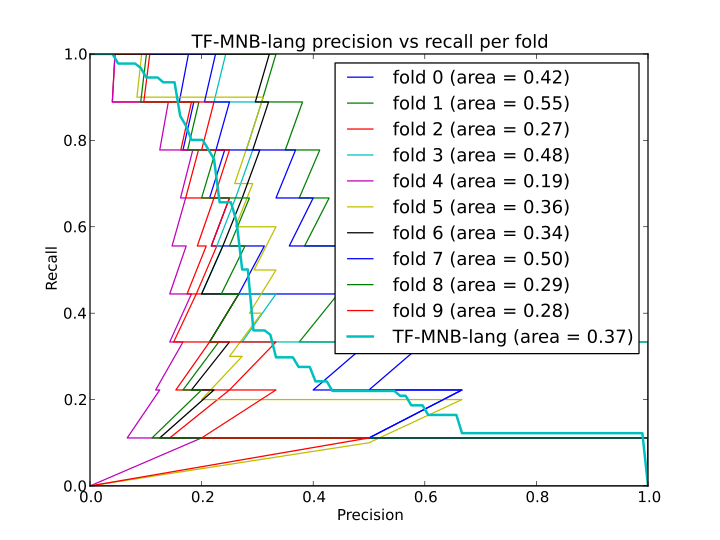 TF-MNB-lang precision vs recall per fold
1.0
0.8
0.6
0.4
0.2
0.0
Recall
fold 0 (area = 0.42)
fold 1 (area = 0.55)
fold 2 (area = 0.27)
fold 3 (area = 0.48)
fold 4 (area = 0.19)
fold 5 (area = 0.36)
fold 6 (area = 0.34)
fold 7 (area = 0.50)
fold 8 (area = 0.29)
fold 9 (area = 0.28)
TF-MNB-lang (area = 0.37)
0.0 0.2 0.4 0.6 0.8 1.0
Precision